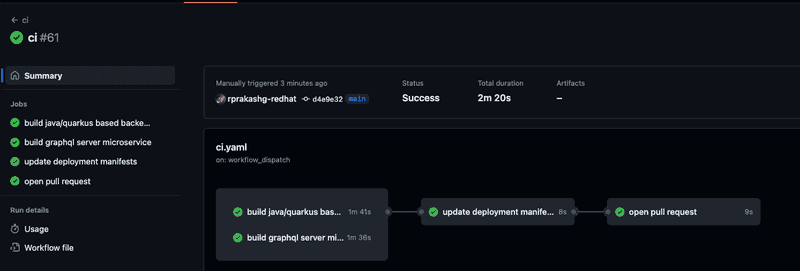 ci
ci #61
Summary
Jobs
build java/quarkus based backe...
build graphql server microservice
update deployment manifests
open pull request
Run details
Usage
Workflow file
Manually triggered 3 minutes ago
rprakashg-redhat d4e9e32 main
Status
Success
Total duration
2m 20s
Artifacts
–
ci.yaml
on: workflow_dispatch
build java/quarkus bas... 1m 41s
build graphql server mi... 1m 36s
update deployment manife... 8s
open pull request 9s